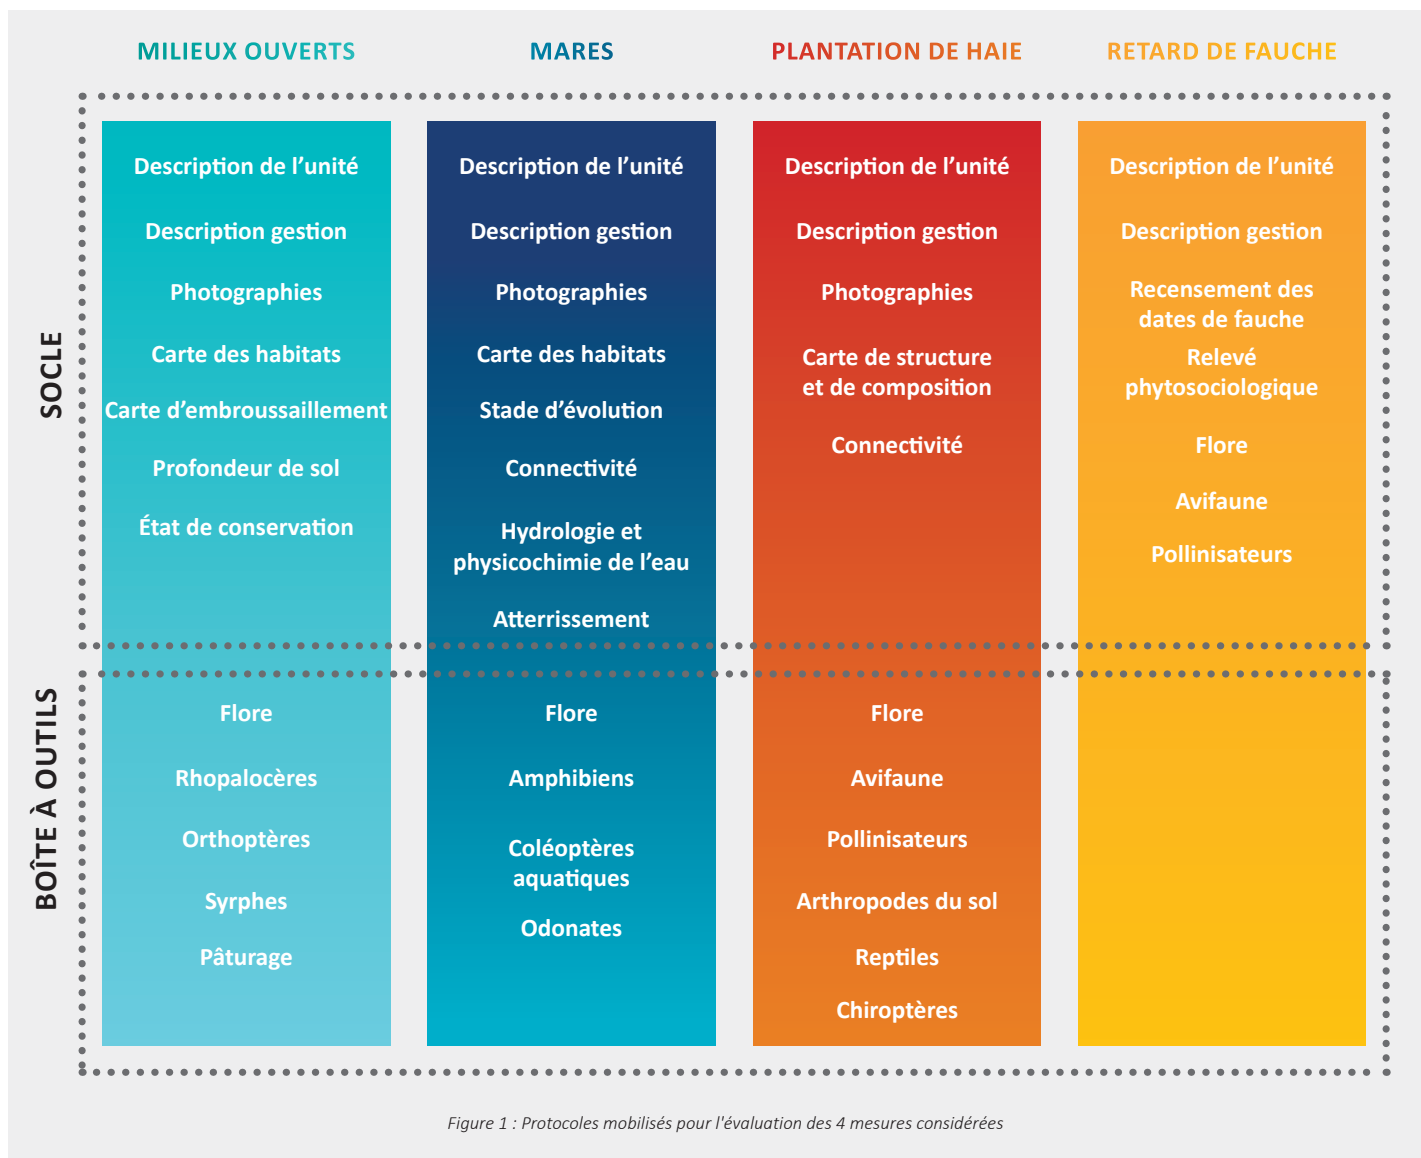 MILIEUX OUVERTS
MARES
PLANTATION DE HAIE
RETARD DE FAUCHE
SOCLE
Description de l’unité
Description gestion
Photographies
Carte des habitats
Carte d’embroussaillement
Profondeur de sol
État de conservation
Description de l’unité
Description gestion
Photographies
Carte des habitats
Stade d’évolution
Connectivité
Hydrologie et
physicochimie de l’eau
Atterrissement
Description de l’unité
Description gestion
Photographies
Carte de structure
et de composition
Connectivité
Description de l’unité
Description gestion
Recensement des
dates de fauche
Relevé
phytosociologique
Flore
Avifaune
Pollinisateurs
BOÎTE À OUTILS
Flore
Rhopalocères
Orthoptères
Syrphes
Pâturage
Flore
Amphibiens
Coléoptères
aquatiques
Odonates
Flore
Avifaune
Pollinisateurs
Arthropodes du sol
Reptiles
Chiroptères
Figure 1 : Protocoles mobilisés pour l'évaluation des 4 mesures considérées